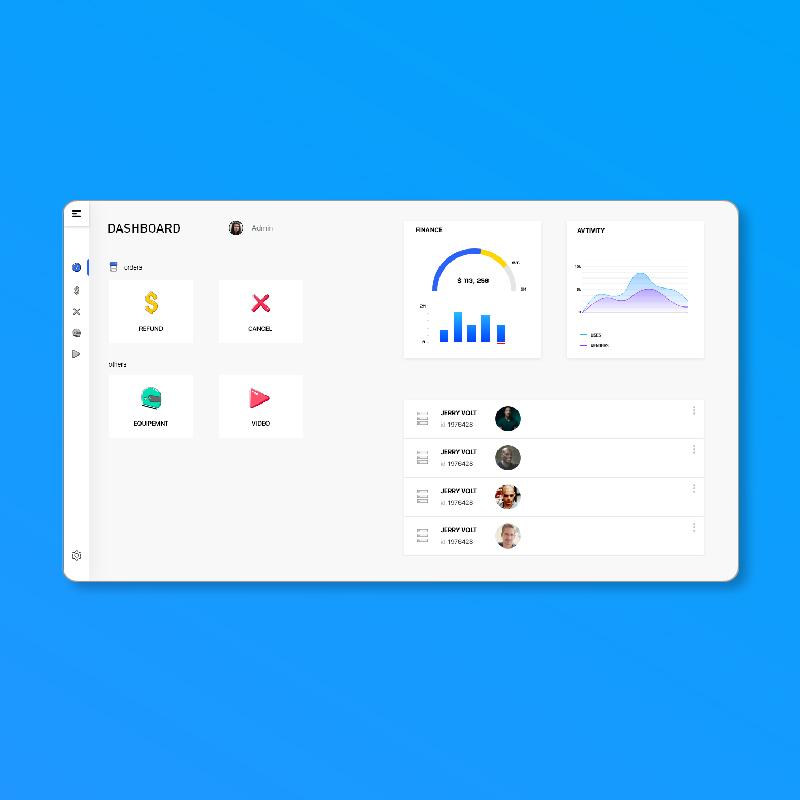 DASHBOARD
Admin
orders
REFUND
CANCEL
others
EQUIPEMNT
VIDEO
FINANCE
$ 113, 250
AVTIVITY
JERRY VOLT
id: 1976428
JERRY VOLT
id: 1976428
JERRY VOLT
id: 1976428
JERRY VOLT
id: 1976428